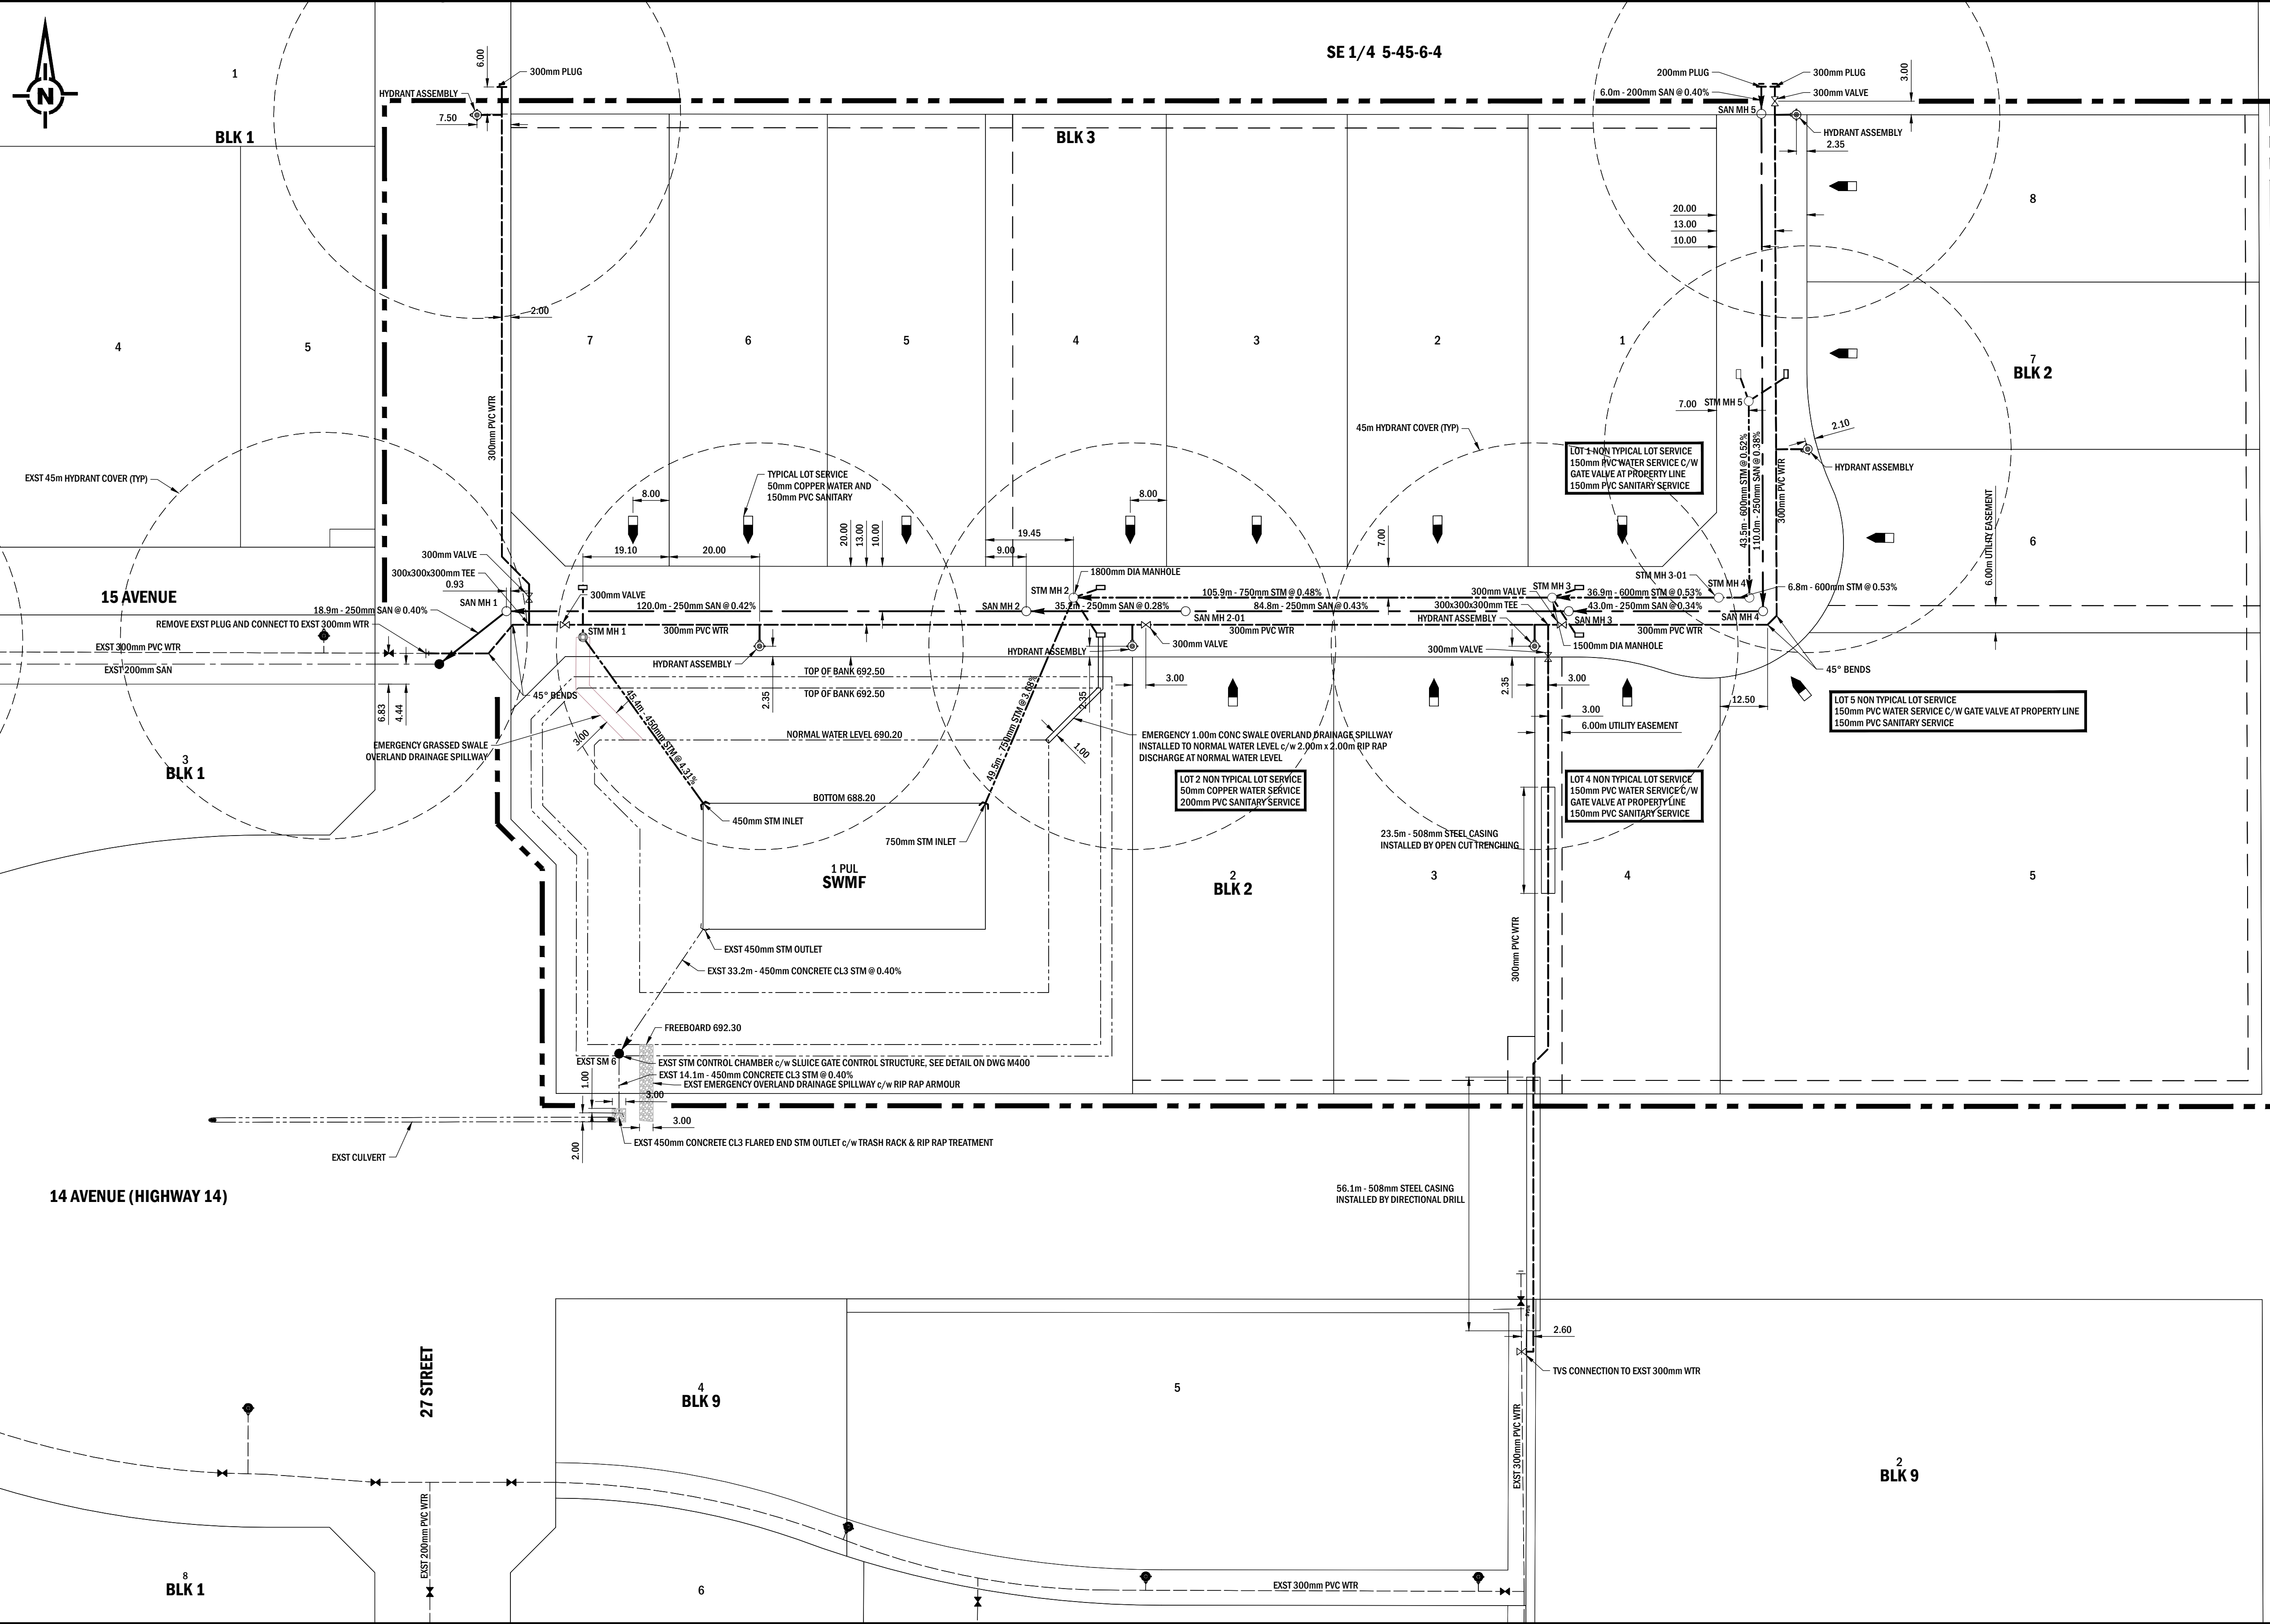 SE 1/4 5-45-6-4
N
1
BLK 1
4
5
HYDRANT ASSEMBLY
7.50
6.00
300mm PLUG
BLK 3
200mm PLUG
6.0m - 200mm SAN @ 0.40%
SAN MH 5
300mm PLUG
300mm VALVE
3.00
HYDRANT ASSEMBLY
2.35
8
20.00
13.00
10.00
2.00
7
6
5
4
3
2
1
7
BLK 2
300mm PVC WTR
7.00
STM MH 5
2.10
HYDRANT ASSEMBLY
43.5m - 600mm STM @ 0.52%
110.0m - 250mm SAN @ 0.38%
300mm PVC WTR
45m HYDRANT COVER (TYP)
LOT 1 NON TYPICAL LOT SERVICE
150mm PVC WATER SERVICE C/W
GATE VALVE AT PROPERTY LINE
150mm PVC SANITARY SERVICE
EXST 45m HYDRANT COVER (TYP)
TYPICAL LOT SERVICE
50mm COPPER WATER AND
150mm PVC SANITARY
8.00
8.00
20.00
13.00
10.00
19.45
9.00
7.00
19.10
20.00
6.00m UTILITY EASEMENT
6
300mm VALVE
300x300x300mm TEE
0.93
15 AVENUE
SAN MH 1
18.9m - 250mm SAN @ 0.40%
REMOVE EXST PLUG AND CONNECT TO EXST 300mm WTR
EXST 300mm PVC WTR
EXST 200mm SAN
300mm VALVE
120.0m - 250mm SAN @ 0.42%
STM MH 1
300mm PVC WTR
HYDRANT ASSEMBLY
SAN MH 2
STM MH 2
1800mm DIA MANHOLE
35.2m - 250mm SAN @ 0.28%
105.9m - 750mm STM @ 0.48%
84.8m - 250mm SAN @ 0.43%
SAN MH 2-01
300mm PVC WTR
HYDRANT ASSEMBLY
300mm VALVE
300mm VALVE
STM MH 3
300x300x300mm TEE
HYDRANT ASSEMBLY
300mm VALVE
STM MH 3-01
36.9m - 600mm STM @ 0.53%
STM MH 4
6.8m - 600mm STM @ 0.53%
43.0m - 250mm SAN @ 0.34%
SAN MH 3
SAN MH 4
300mm PVC WTR
1500mm DIA MANHOLE
45° BENDS
45° BENDS
6.83
4.44
TOP OF BANK 692.50
TOP OF BANK 692.50
2.35
2.35
3.00
2.35
3.00
3.00
6.00m UTILITY EASEMENT
12.50
LOT 5 NON TYPICAL LOT SERVICE
150mm PVC WATER SERVICE C/W GATE VALVE AT PROPERTY LINE
150mm PVC SANITARY SERVICE
3
BLK 1
EMERGENCY GRASSED SWALE
OVERLAND DRAINAGE SPILLWAY
3.00
45.4m - 450mm STM @ 4.31%
NORMAL WATER LEVEL 690.20
49.5m - 750mm STM @ 3.68%
1.00
EMERGENCY 1.00m CONC SWALE OVERLAND DRAINAGE SPILLWAY
INSTALLED TO NORMAL WATER LEVEL c/w 2.00m x 2.00m RIP RAP
DISCHARGE AT NORMAL WATER LEVEL
LOT 2 NON TYPICAL LOT SERVICE
50mm COPPER WATER SERVICE
200mm PVC SANITARY SERVICE
LOT 4 NON TYPICAL LOT SERVICE
150mm PVC WATER SERVICE C/W
GATE VALVE AT PROPERTY LINE
150mm PVC SANITARY SERVICE
BOTTOM 688.20
450mm STM INLET
750mm STM INLET
23.5m - 508mm STEEL CASING
INSTALLED BY OPEN CUT TRENCHING
1 PUL
SWMF
2
BLK 2
3
4
5
300mm PVC WTR
EXST 450mm STM OUTLET
EXST 33.2m - 450mm CONCRETE CL3 STM @ 0.40%
FREEBOARD 692.30
EXST SM 6
EXST STM CONTROL CHAMBER c/w SLUICE GATE CONTROL STRUCTURE, SEE DETAIL ON DWG M400
EXST 14.1m - 450mm CONCRETE CL3 STM @ 0.40%
EXST EMERGENCY OVERLAND DRAINAGE SPILLWAY c/w RIP RAP ARMOUR
1.00
3.00
3.00
2.00
EXST 450mm CONCRETE CL3 FLARED END STM OUTLET c/w TRASH RACK & RIP RAP TREATMENT
EXST CULVERT
14 AVENUE (HIGHWAY 14)
56.1m - 508mm STEEL CASING
INSTALLED BY DIRECTIONAL DRILL
2.60
TVS CONNECTION TO EXST 300mm WTR
27 STREET
4
BLK 9
5
EXST 300mm PVC WTR
2
BLK 9
EXST 200mm PVC WTR
8
BLK 1
6
EXST 300mm PVC WTR